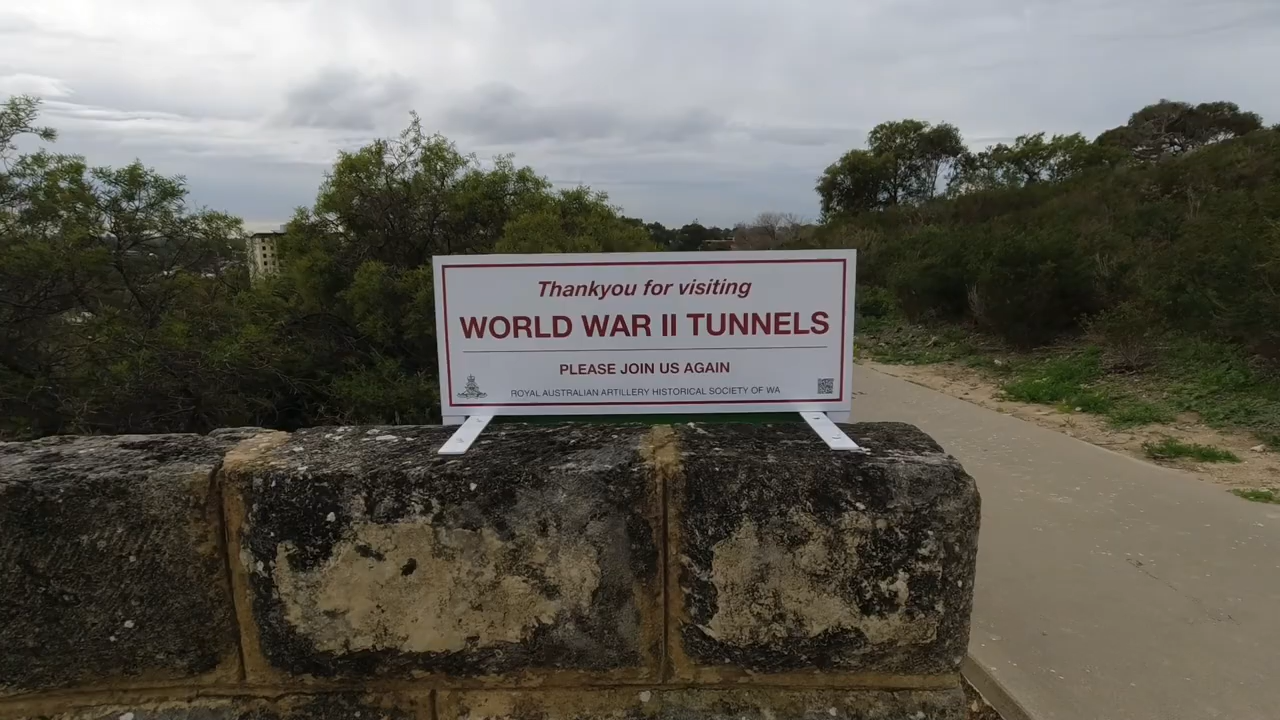 Thankyou for visiting
WORLD WAR II TUNNELS
PLEASE JOIN US AGAIN
ROYAL AUSTRALIAN ARTILLERY HISTORICAL SOCIETY OF WA